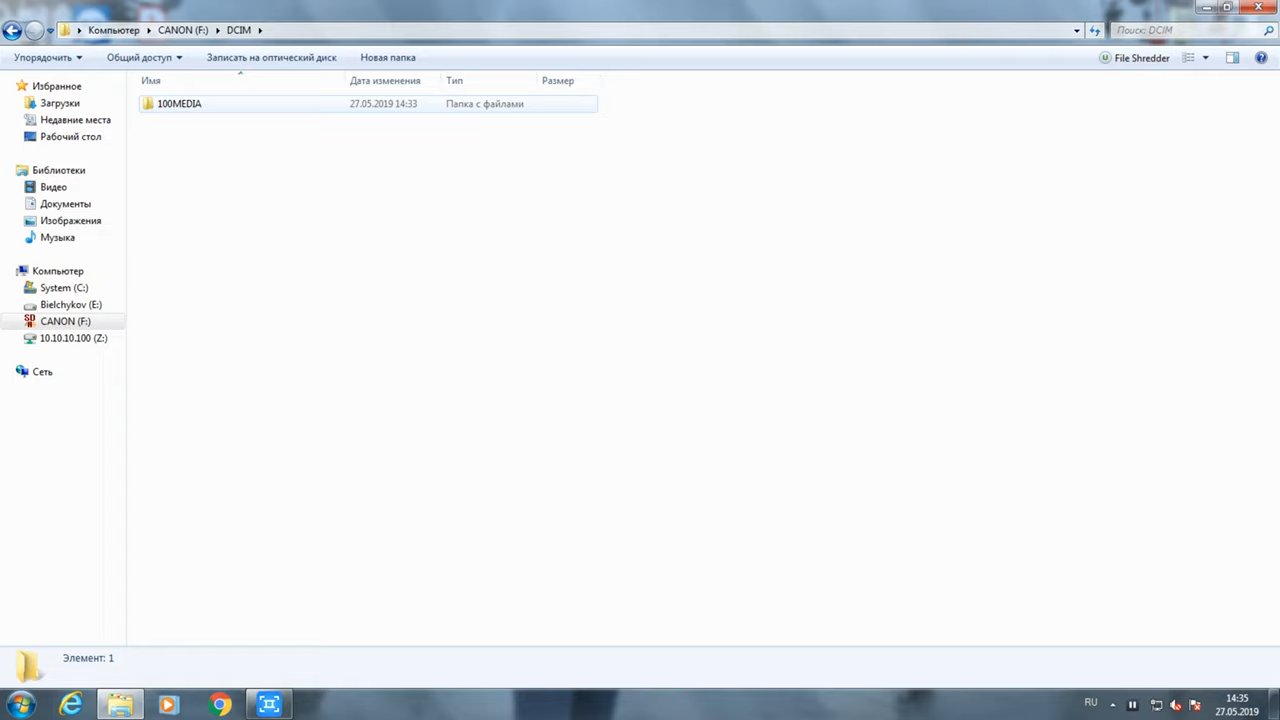 Компьютер CANON (F:) DCIM
Поиск: DCIM
Упорядочить Общий доступ Записать на оптический диск Новая папка File Shredder
Имя Дата изменения Тип Размер
100MEDIA 27.05.2019 14:33 Папка с файлами
Избранное
Загрузки
Недавние места
Рабочий стол
Библиотеки
Видео
Документы
Изображения
Музыка
Компьютер
System (C:)
Bielchykov (E:)
CANON (F:)
10.10.10.100 (Z:)
Сеть
Элемент: 1
RU
14:35
27.05.2019